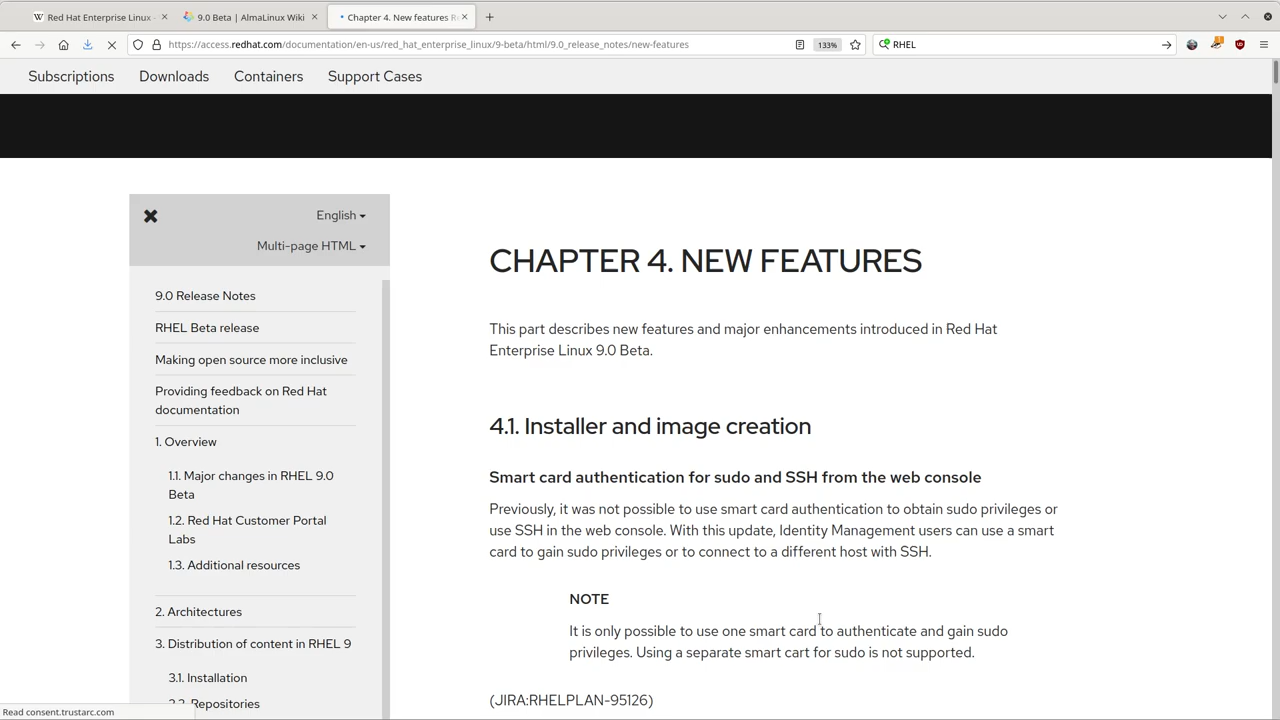 Red Hat Enterprise Linux -
9.0 Beta | AlmaLinux Wiki
Chapter 4. New features R
https://access.redhat.com/documentation/en-us/red_hat_enterprise_linux/9-beta/html/9.0_release_notes/new-features
133%
RHEL
Subscriptions
Downloads
Containers
Support Cases
English
Multi-page HTML
9.0 Release Notes
RHEL Beta release
Making open source more inclusive
Providing feedback on Red Hat
documentation
1. Overview
1.1. Major changes in RHEL 9.0
Beta
1.2. Red Hat Customer Portal
Labs
1.3. Additional resources
2. Architectures
3. Distribution of content in RHEL 9
3.1. Installation
3.2. Repositories
CHAPTER 4. NEW FEATURES
This part describes new features and major enhancements introduced in Red Hat
Enterprise Linux 9.0 Beta.
4.1. Installer and image creation
Smart card authentication for sudo and SSH from the web console
Previously, it was not possible to use smart card authentication to obtain sudo privileges or
use SSH in the web console. With this update, Identity Management users can use a smart
card to gain sudo privileges or to connect to a different host with SSH.
NOTE
It is only possible to use one smart card to authenticate and gain sudo
privileges. Using a separate smart cart for sudo is not supported.
(JIRA:RHELPLAN-95126)
Read consent.trustarc.com